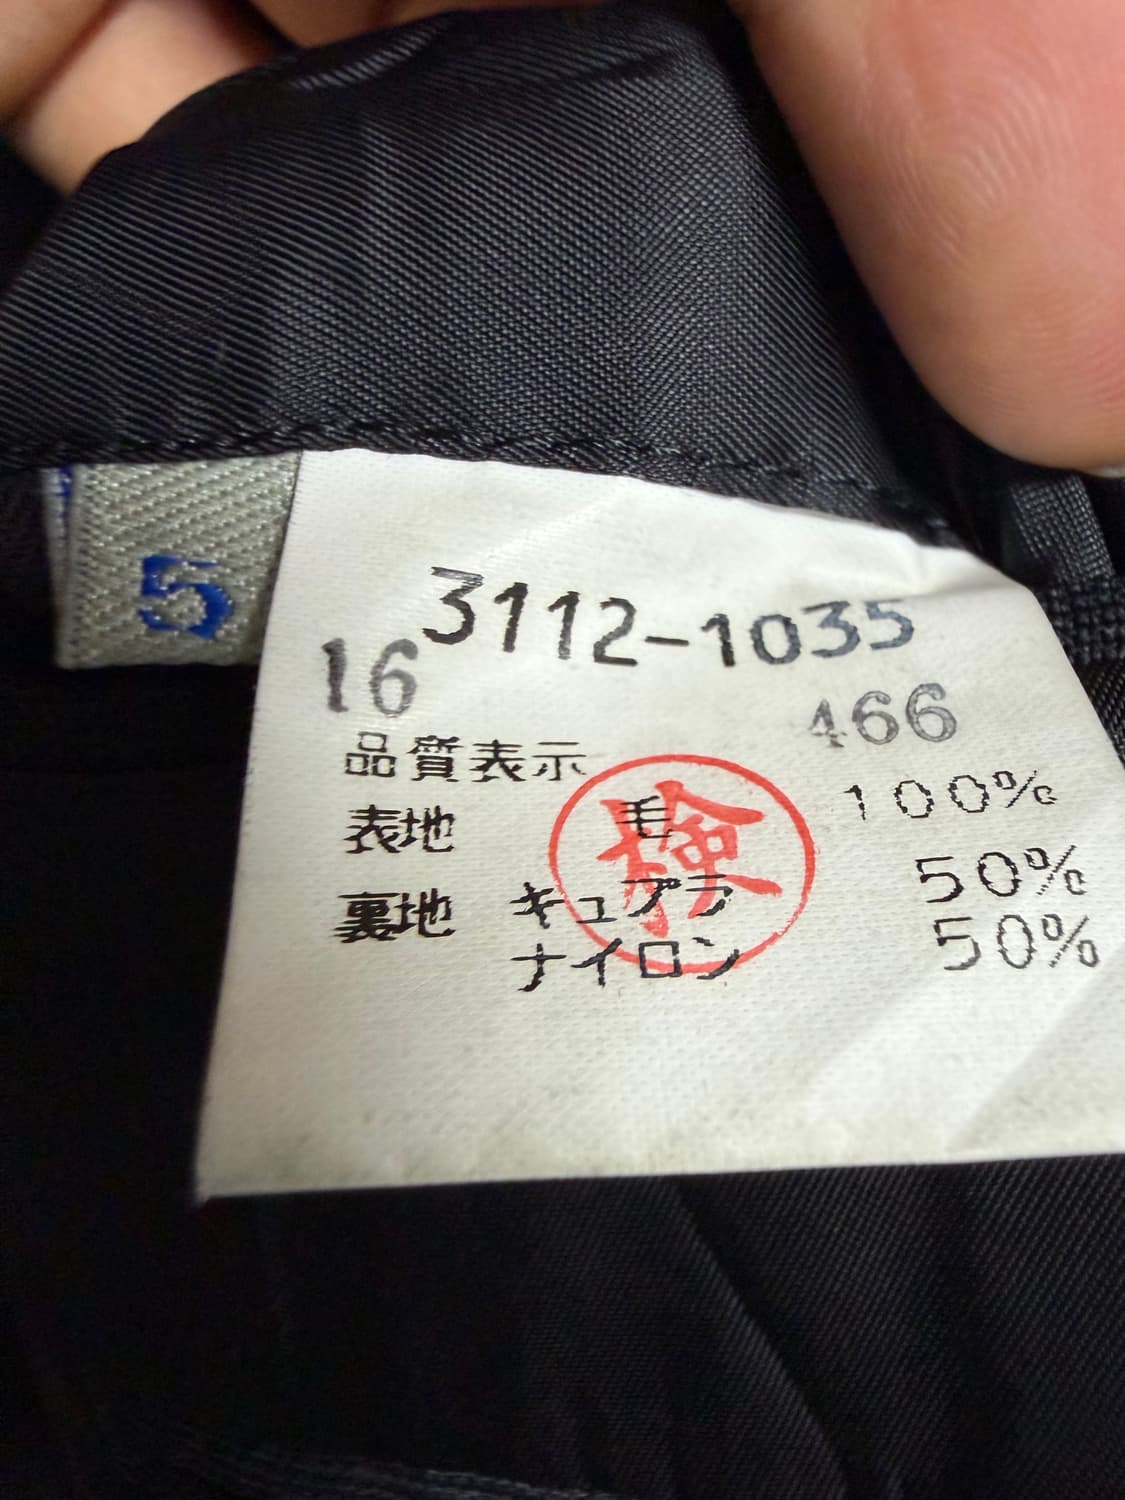 5
3112-1035
16
466
品質表示
表地 毛 100%
裏地 キュプラ 50%
ナイロン 50%
検